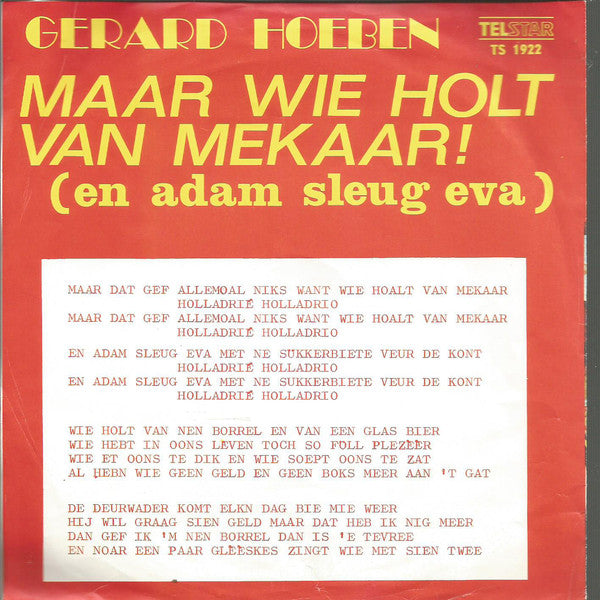 GERARD HOEBEN
TELSTAR
TS 1922
MAAR WIE HOLT
VAN MEKAAR!
(en adam sleug eva)
MAAR DAT GEF ALLEMOAL NIKS WANT WIE HOALT VAN MEKAAR
HOLLADRIË HOLLADRIO
MAAR DAT GEF ALLEMOAL NIKS WANT WIE HOALT VAN MEKAAR
HOLLADRIË HOLLADRIO
EN ADAM SLEUG EVA MET NE SUKKERBIETE VEUR DE KONT
HOLLADRIË HOLLADRIO
EN ADAM SLEUG EVA MET NE SUKKERBIETE VEUR DE KONT
HOLLADRIË HOLLADRIO
WIE HOLT VAN NEN BORREL EN VAN EEN GLAS BIER
WIE HEBT IN OONS LEVEN TOCH SO FOLL PLEZËËR
WIE ET OONS TE DIK EN WIE SOEPT OONS TE ZAT
AL HEBN WIE GEEN GELD EN GEEN BOKS MEER AAN 'T GAT
DE DEURWADER KOMT ELKN DAG BIE MIE WEER
HIJ WIL GRAAG SIEN GELD MAAR DAT HEB IK NIG MEER
DAN GEF IK 'M NEN BORREL DAN IS 'E TEVREE
EN NOAR EEN PAAR GLËËSKES ZINGT WIE MET SIEN TWEE